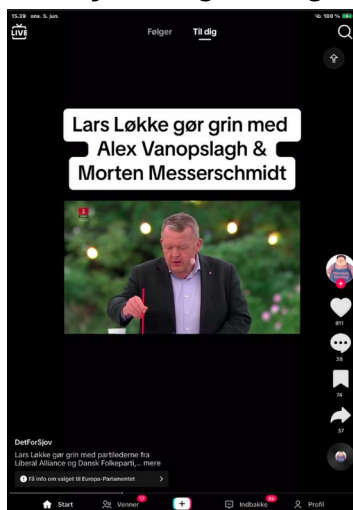 15.39 ons. 5. jun.
100 %
LIVE
Følger
Til dig
Lars Løkke gør grin med
Alex Vanopslagh &
Morten Messerschmidt
811
38
74
37
DetForSjov
Lars Løkke gør grin med partilederne fra
Liberal Alliance og Dansk Folkeparti,... mere
Få info om valget til Europa-Parlamentet
Start
Venner
Indbakke
Profil